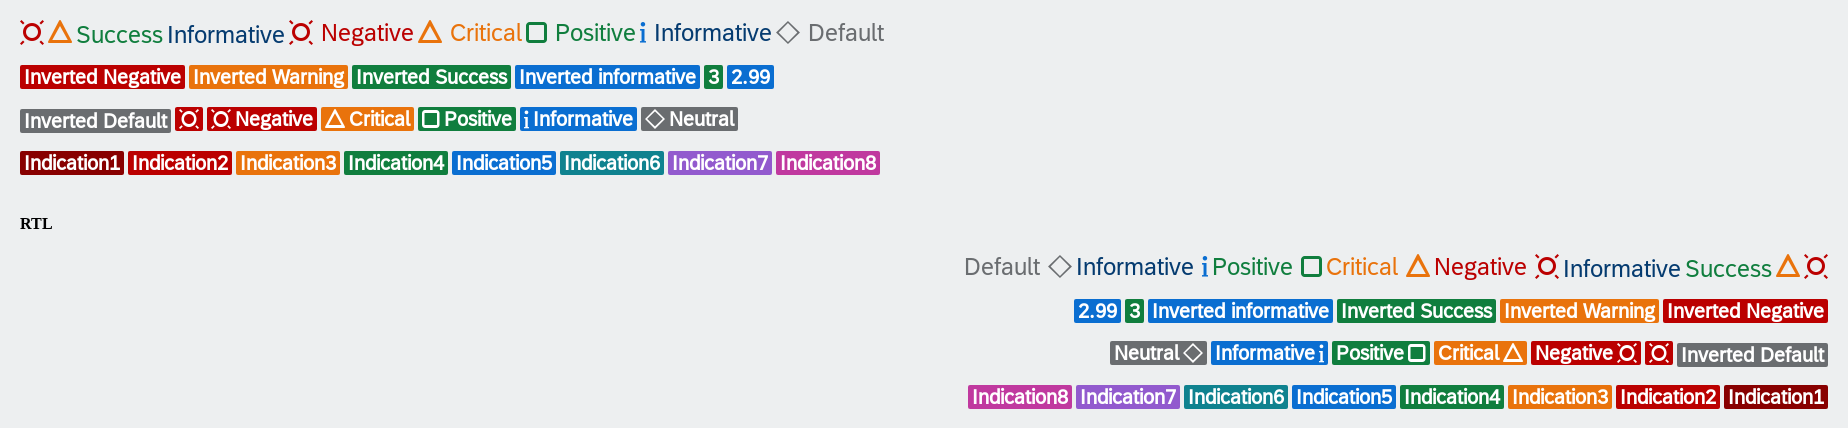 Success Informative Negative Critical Positive Informative Default
Inverted Negative Inverted Warning Inverted Success Inverted informative 3 2.99
Inverted Default Negative Critical Positive Informative Neutral
Indication1 Indication2 Indication3 Indication4 Indication5 Indication6 Indication7 Indication8
RTL
Default Informative Positive Critical Negative Informative Success
2.99 3 Inverted informative Inverted Success Inverted Warning Inverted Negative
Neutral Informative Positive Critical Negative Inverted Default
Indication8 Indication7 Indication6 Indication5 Indication4 Indication3 Indication2 Indication1